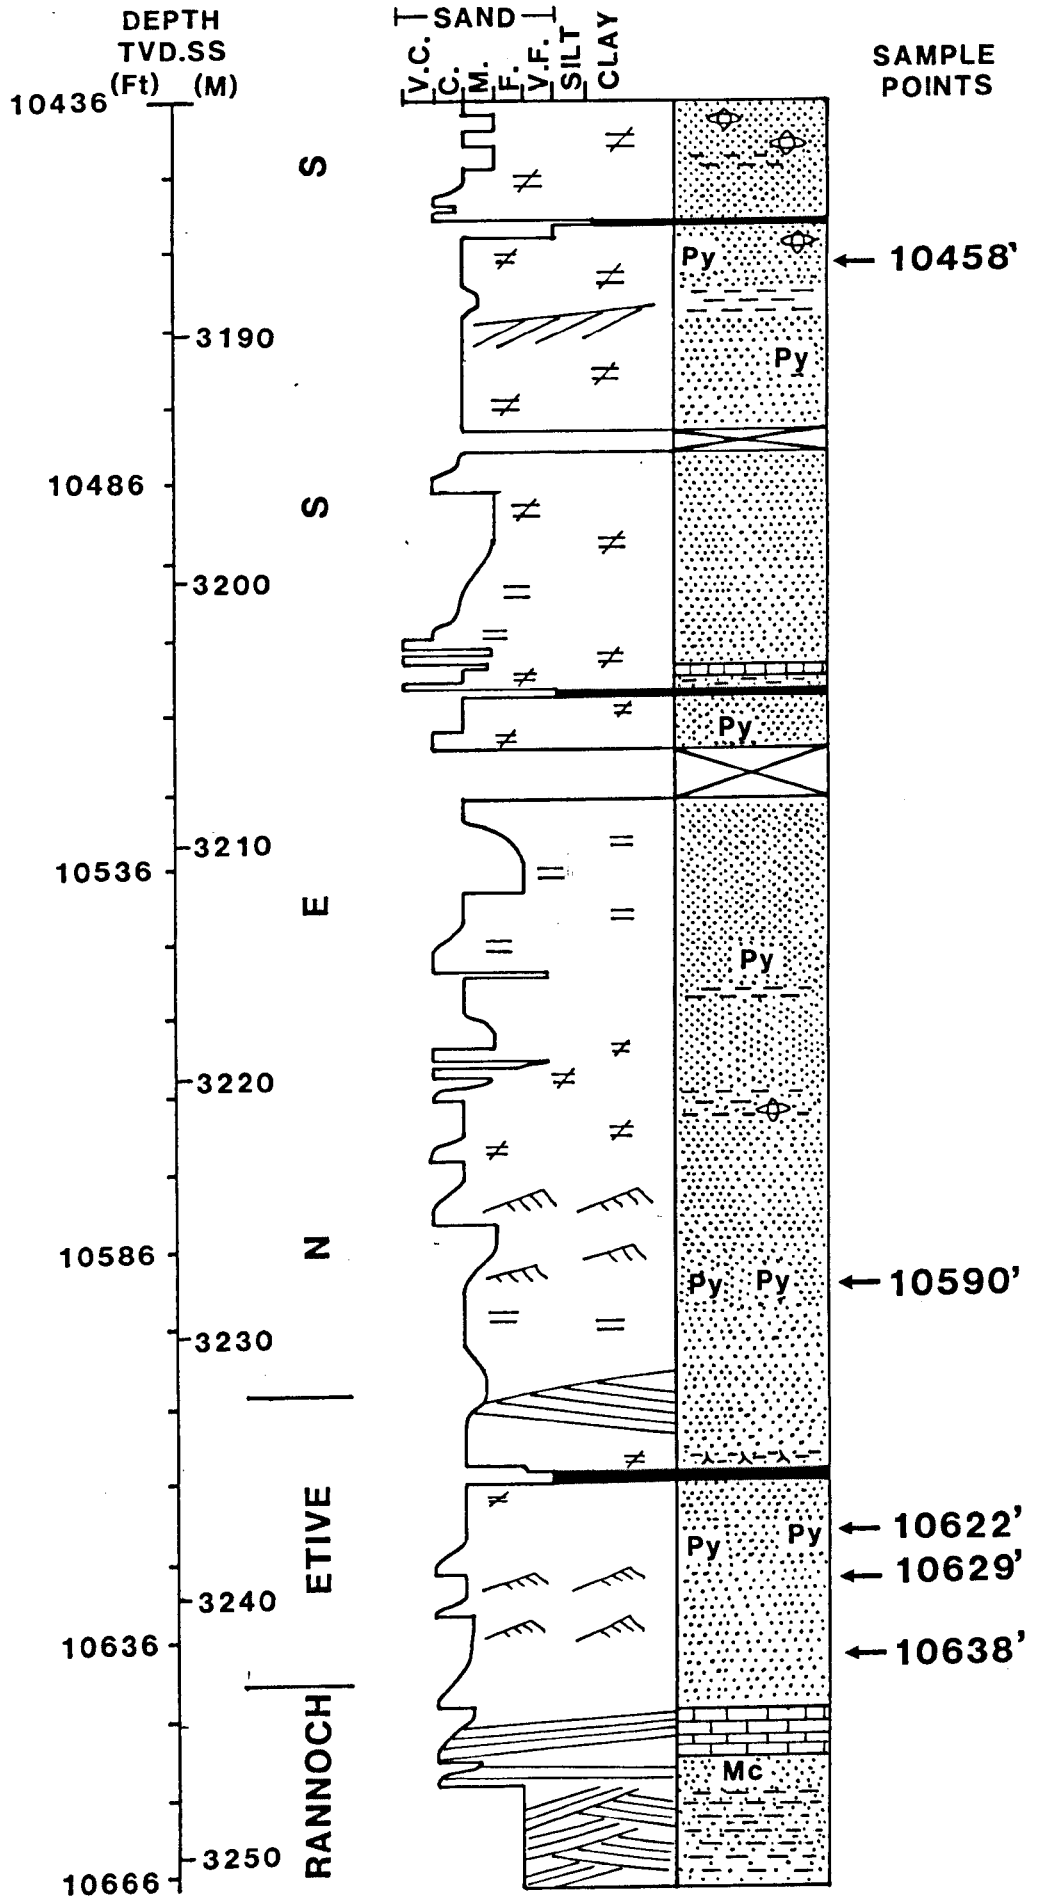 DEPTH
TVD.SS
(Ft) (M)
SAND
V.C. C. M. F. V.F. SILT CLAY
SAMPLE
POINTS
10436
S
Py
10458'
3190
Py
10486
S
3200
Py
3210
10536
E
Py
3220
N
10586
Py Py
10590'
3230
ETIVE
Py Py
10622'
10629'
3240
10636
10638'
RANNOCH
Mc
3250
10666